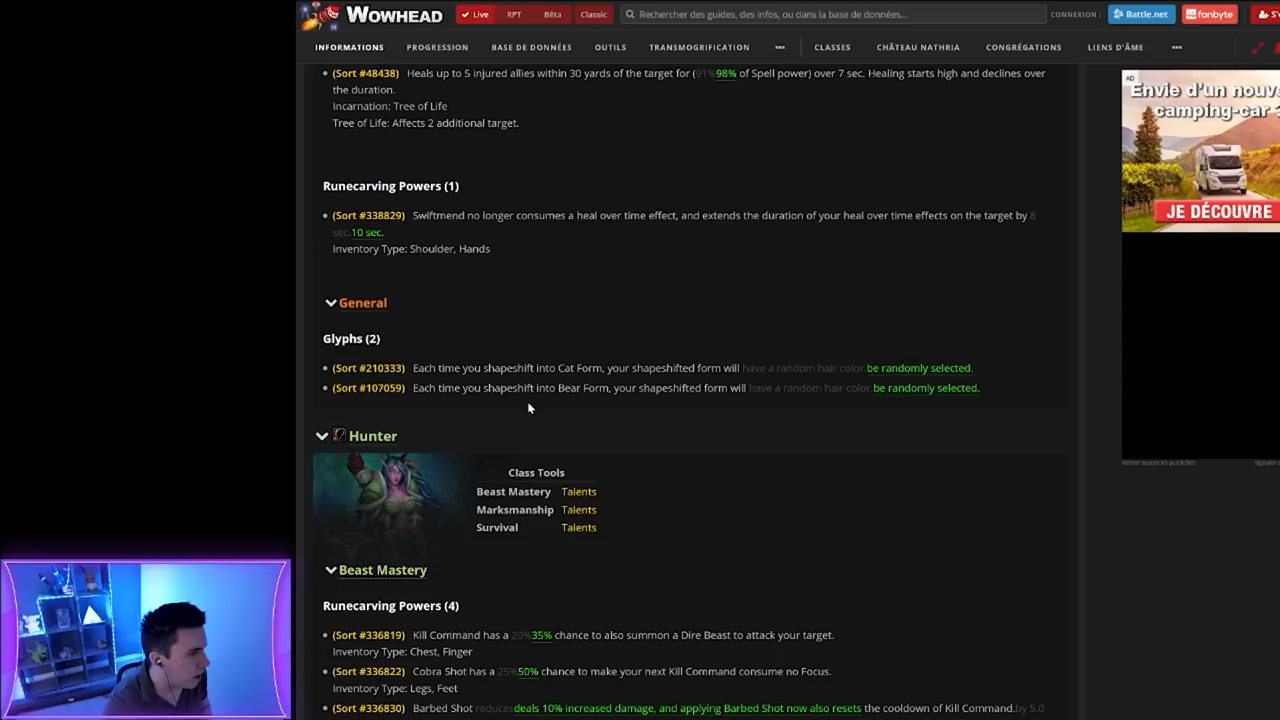 WOWHEAD
Live
RPT
Bêta
Classic
Rechercher des guides, des infos, ou dans la base de données...
CONNEXION :
Battle.net
fanbyte
INFORMATIONS
PROGRESSION
BASE DE DONNÉES
OUTILS
TRANSMOGRIFICATION
CLASSES
CHÂTEAU NATHRIA
CONGRÉGATIONS
LIENS D'ÂME
(Sort #48438) Heals up to 5 injured allies within 30 yards of the target for (91%98% of Spell power) over 7 sec. Healing starts high and declines over
the duration.
Incarnation: Tree of Life
Tree of Life: Affects 2 additional target.
AD
Envie d'un nouve
camping-car ?
JE DÉCOUVRE
Runecarving Powers (1)
(Sort #338829) Swiftmend no longer consumes a heal over time effect, and extends the duration of your heal over time effects on the target by 8
sec.10 sec.
Inventory Type: Shoulder, Hands
General
Glyphs (2)
(Sort #210333) Each time you shapeshift into Cat Form, your shapeshifted form will have a random hair color be randomly selected.
(Sort #107059) Each time you shapeshift into Bear Form, your shapeshifted form will have a random hair color be randomly selected.
Hunter
Class Tools
Beast Mastery Talents
Marksmanship Talents
Survival Talents
Beast Mastery
Runecarving Powers (4)
(Sort #336819) Kill Command has a 20%35% chance to also summon a Dire Beast to attack your target.
Inventory Type: Chest, Finger
(Sort #336822) Cobra Shot has a 25%50% chance to make your next Kill Command consume no Focus.
Inventory Type: Legs, Feet
(Sort #336830) Barbed Shot reduces deals 10% increased damage, and applying Barbed Shot now also resets the cooldown of Kill Command.by 5.0